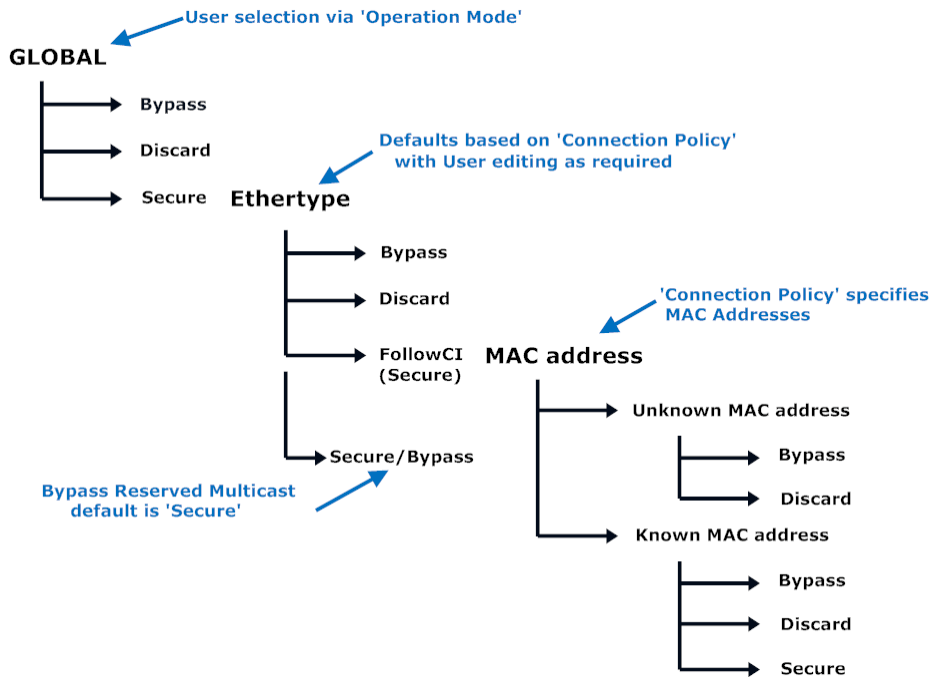 User selection via 'Operation Mode'
GLOBAL
Bypass
Discard
Secure
Defaults based on 'Connection Policy'
with User editing as required
Ethertype
Bypass
Discard
FollowCI
(Secure)
'Connection Policy' specifies
MAC Addresses
MAC address
Unknown MAC address
Bypass
Discard
Known MAC address
Bypass
Discard
Secure
Secure/Bypass
Bypass Reserved Multicast
default is 'Secure'